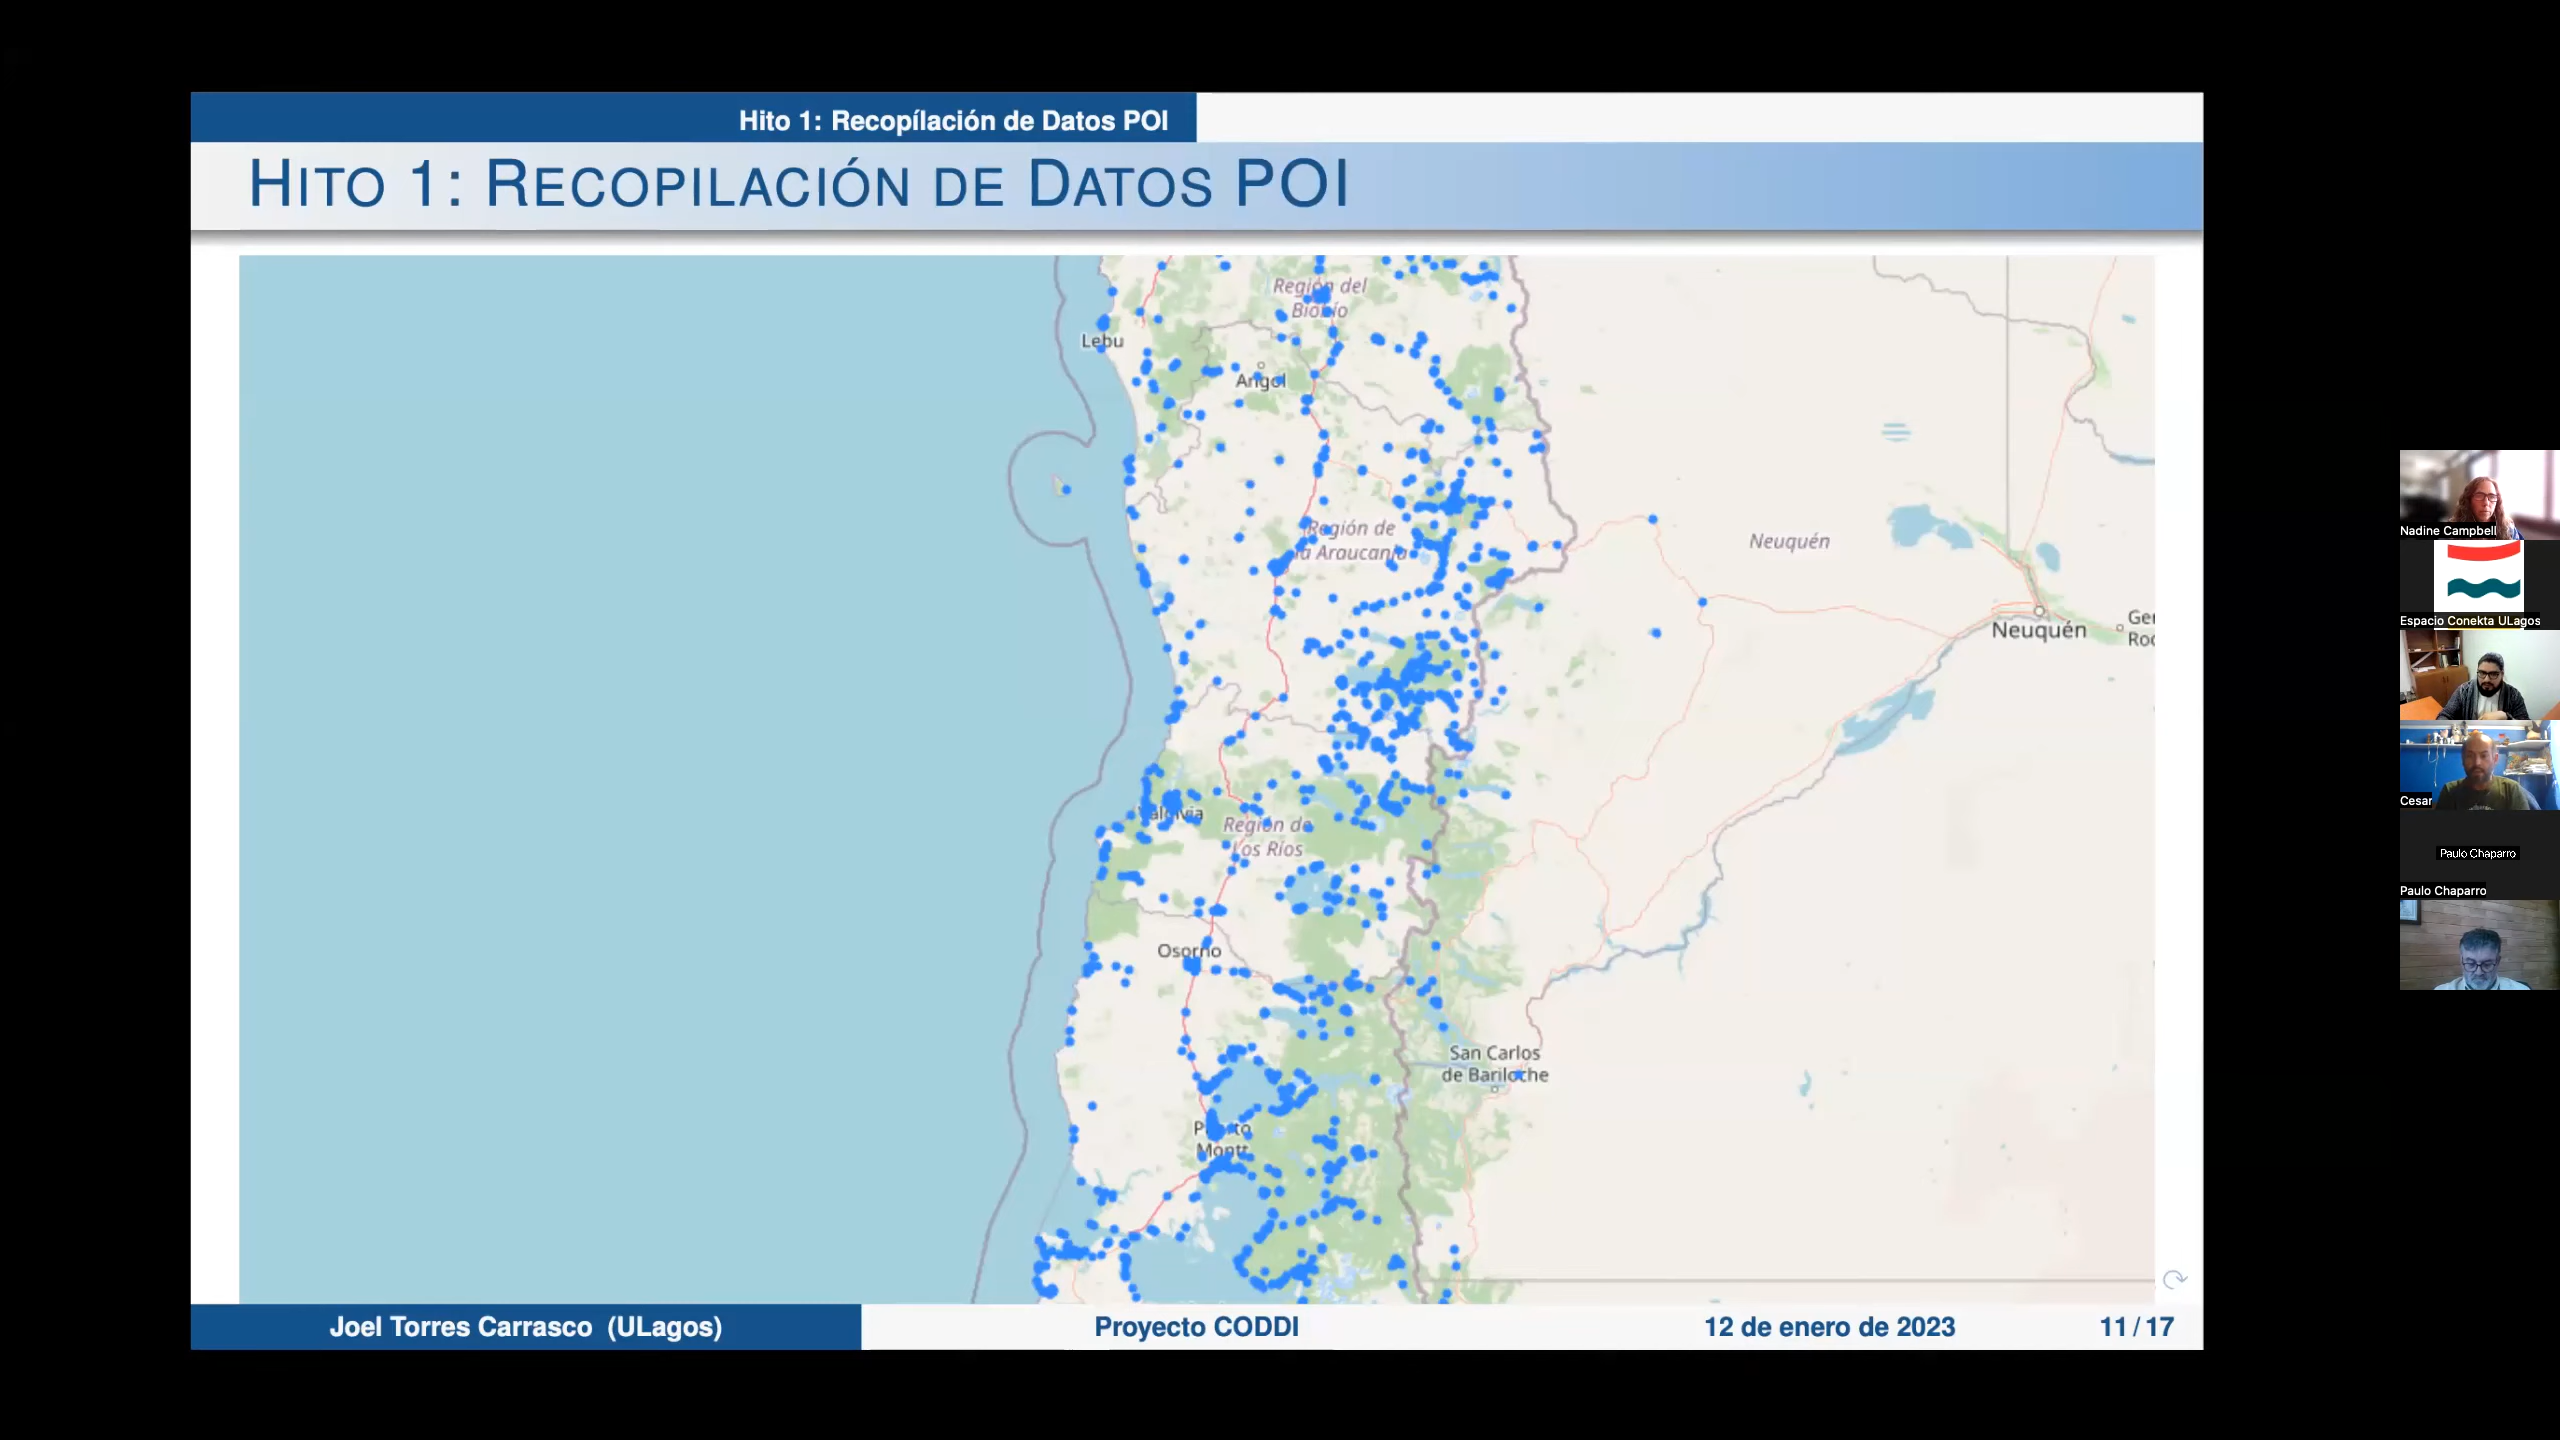 Hito 1: Recopílación de Datos POI
HITO 1: RECOPILACIÓN DE DATOS POI
Región del
Biobío
Lebu
Angol
Región de
la Araucanía
Neuquén
Neuquén
Valdivia
Región de
Los Ríos
Osorno
San Carlos
de Bariloche
Puerto
Montt
Joel Torres Carrasco (ULagos)
Proyecto CODDI
12 de enero de 2023
11 / 17
Nadine Campbell
Espacio Conekta ULagos
Cesar
Paulo Chaparro
Paulo Chaparro